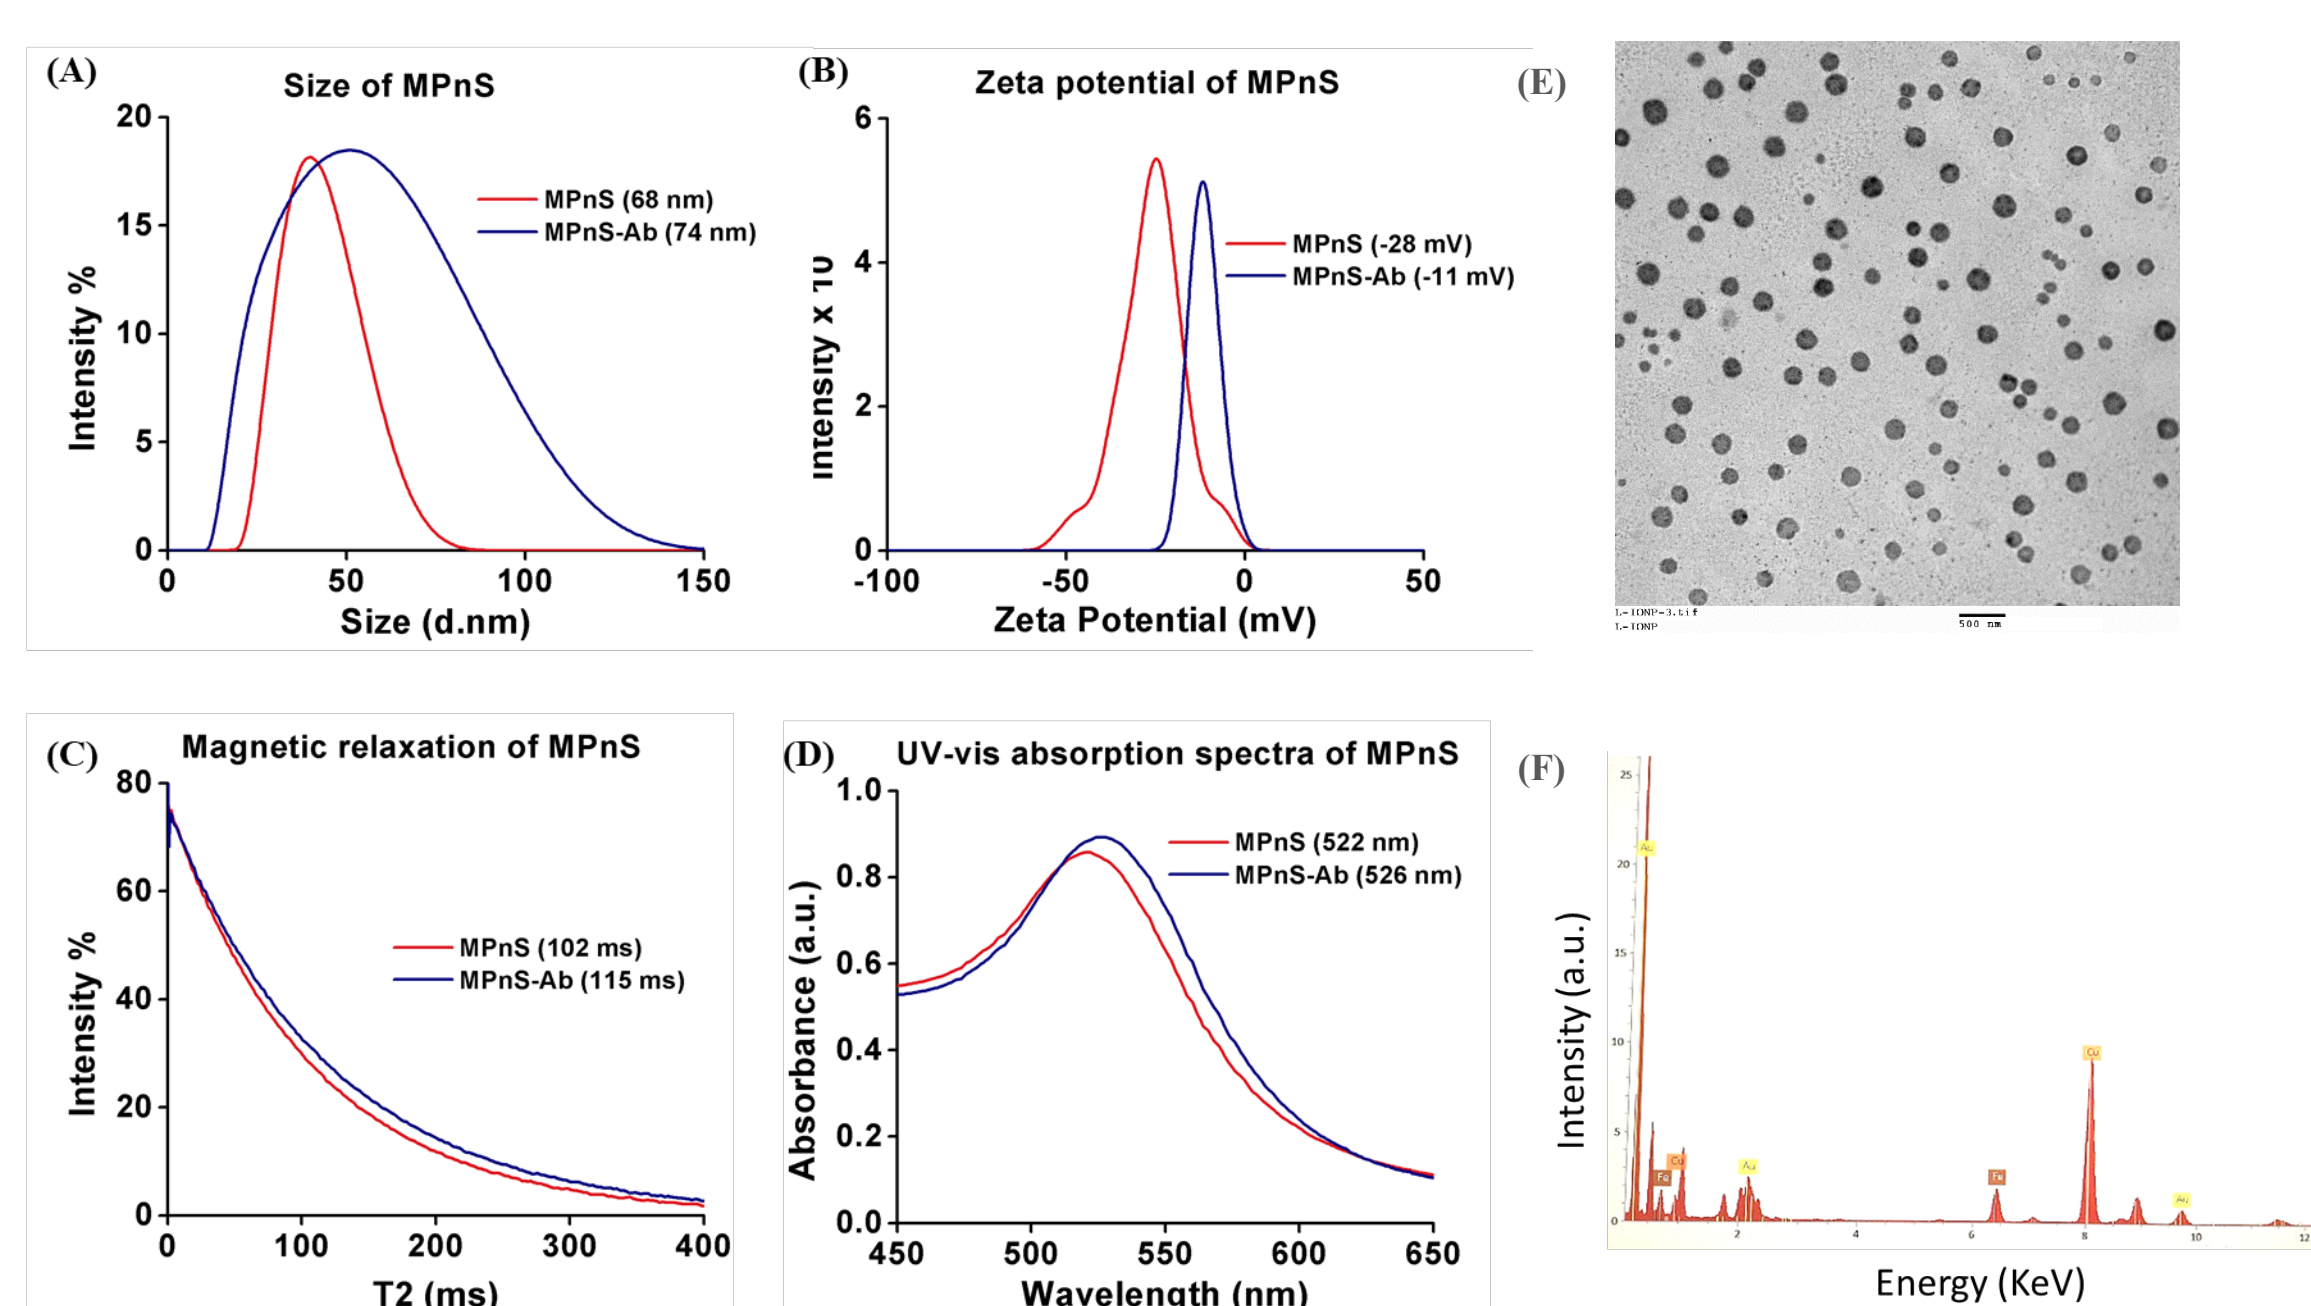 (A)
Size of MPnS
20
15
10
5
0
0 50 100 150
Intensity %
Size (d.nm)
MPnS (68 nm)
MPnS-Ab (74 nm)
(B)
Zeta potential of MPnS
6
4
2
0
-100 -50 0 50
Intensity x 10
Zeta Potential (mV)
MPnS (-28 mV)
MPnS-Ab (-11 mV)
(E)
L-IONP-3.tif
L-IONP
500 nm
(C)
Magnetic relaxation of MPnS
80
60
40
20
0
0 100 200 300 400
Intensity %
T2 (ms)
MPnS (102 ms)
MPnS-Ab (115 ms)
(D)
UV-vis absorption spectra of MPnS
1.0
0.8
0.6
0.4
0.2
0.0
450 500 550 600 650
Absorbance (a.u.)
Wavelength (nm)
MPnS (522 nm)
MPnS-Ab (526 nm)
(F)
25
20
15
10
5
0
2 4 6 8 10 12
Au
Fe
Cu
Au
Fe
Cu
Au
Intensity (a.u.)
Energy (KeV)